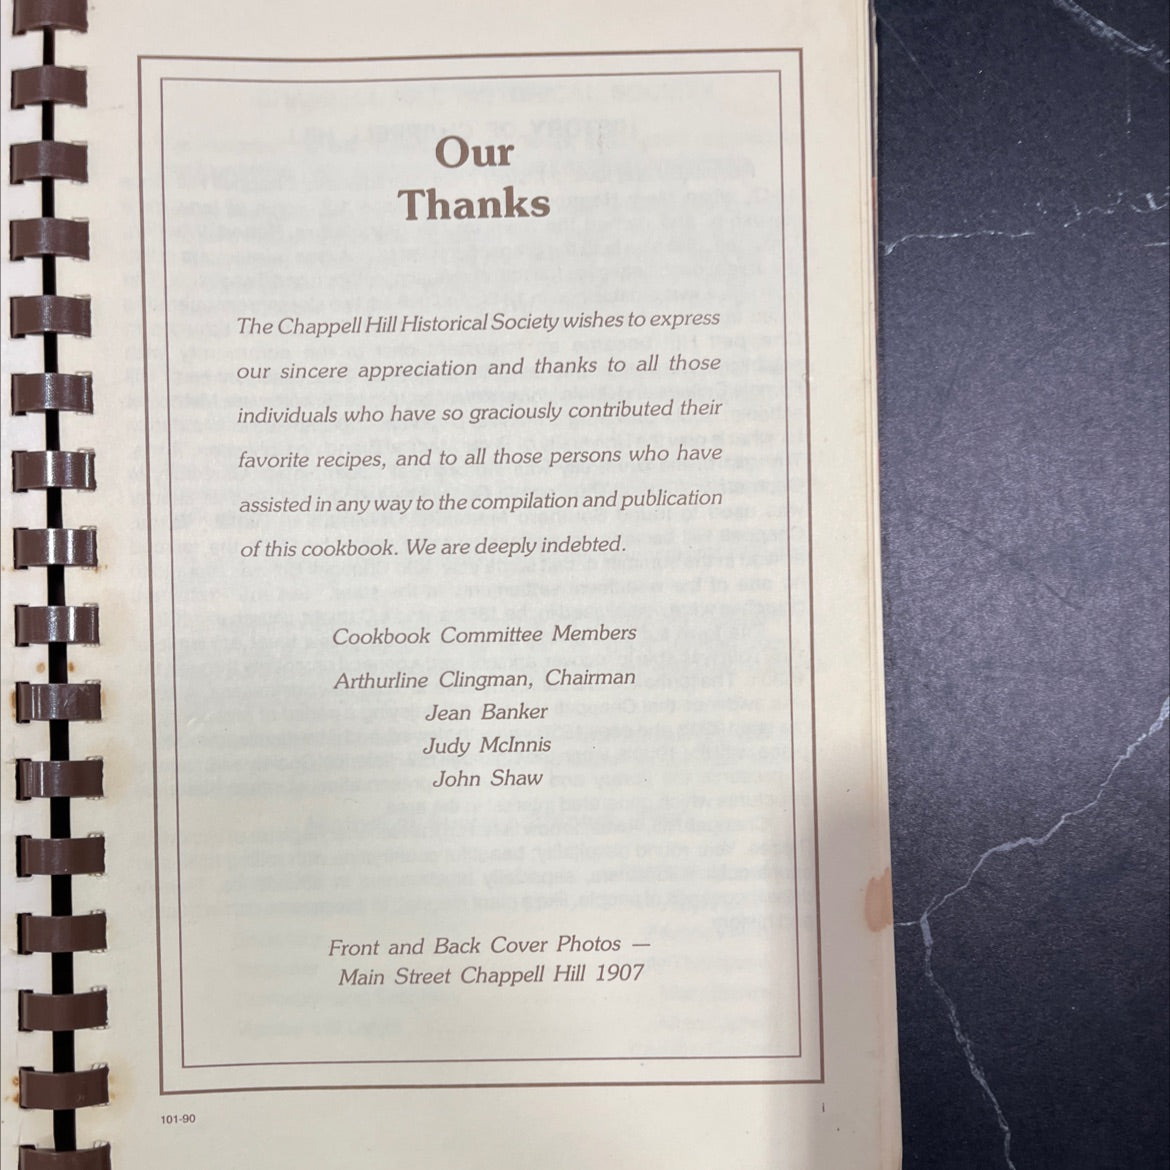 Our
Thanks
The Chappell Hill Historical Society wishes to express
our sincere appreciation and thanks to all those
individuals who have so graciously contributed their
favorite recipes, and to all those persons who have
assisted in any way to the compilation and publication
of this cookbook. We are deeply indebted.
Cookbook Committee Members
Arthurline Clingman, Chairman
Jean Banker
Judy McInnis
John Shaw
Front and Back Cover Photos —
Main Street Chappell Hill 1907
101-90
i